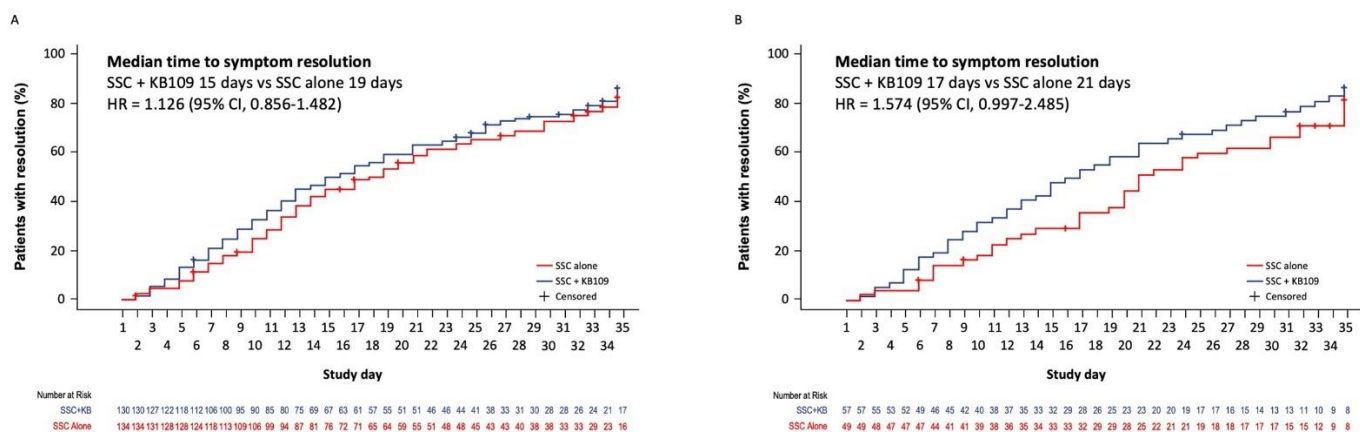 A
Median time to symptom resolution
SSC + KB109 15 days vs SSC alone 19 days
HR = 1.126 (95% CI, 0.856-1.482)
Patients with resolution (%)
100
80
60
40
20
0
SSC alone
SSC + KB109
Censored
1 3 5 7 9 11 13 15 17 19 21 23 25 27 29 31 33 35
2 4 6 8 10 12 14 16 18 20 22 24 26 28 30 32 34
Study day
Number at Risk
SSC+KB 130 130 127 122 118 112 106 100 95 90 85 80 75 69 67 63 61 57 55 51 51 46 46 44 41 38 33 31 30 28 28 26 24 21 17
SSC Alone 134 134 131 128 128 124 118 113 109 106 99 94 87 81 76 72 71 65 64 59 55 51 48 48 45 43 43 40 38 38 33 33 29 23 16
B
Median time to symptom resolution
SSC + KB109 17 days vs SSC alone 21 days
HR = 1.574 (95% CI, 0.997-2.485)
Patients with resolution (%)
100
80
60
40
20
0
SSC alone
SSC + KB109
Censored
1 3 5 7 9 11 13 15 17 19 21 23 25 27 29 31 33 35
2 4 6 8 10 12 14 16 18 20 22 24 26 28 30 32 34
Study day
Number at Risk
SSC+KB 57 57 55 53 52 49 46 45 42 40 38 37 35 34 33 32 29 28 26 25 23 23 20 20 19 17 17 16 15 14 13 13 11 10 9 8
SSC Alone 49 49 48 47 47 47 44 41 41 39 38 36 35 35 34 34 33 31 31 30 27 24 23 23 21 21 20 19 18 18 17 17 15 15 12 8